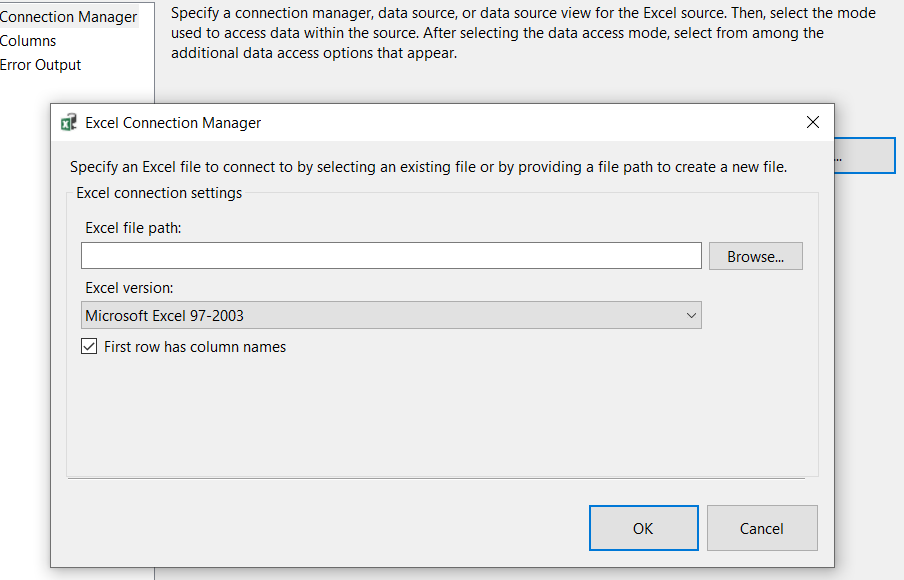 Connection Manager
Columns
Error Output
Specify a connection manager, data source, or data source view for the Excel source. Then, select the mode
used to access data within the source. After selecting the data access mode, select from among the
additional data access options that appear.
...
Excel Connection Manager
Specify an Excel file to connect to by selecting an existing file or by providing a file path to create a new file.
Excel connection settings
Excel file path:
Browse...
Excel version:
Microsoft Excel 97-2003
First row has column names
OK
Cancel